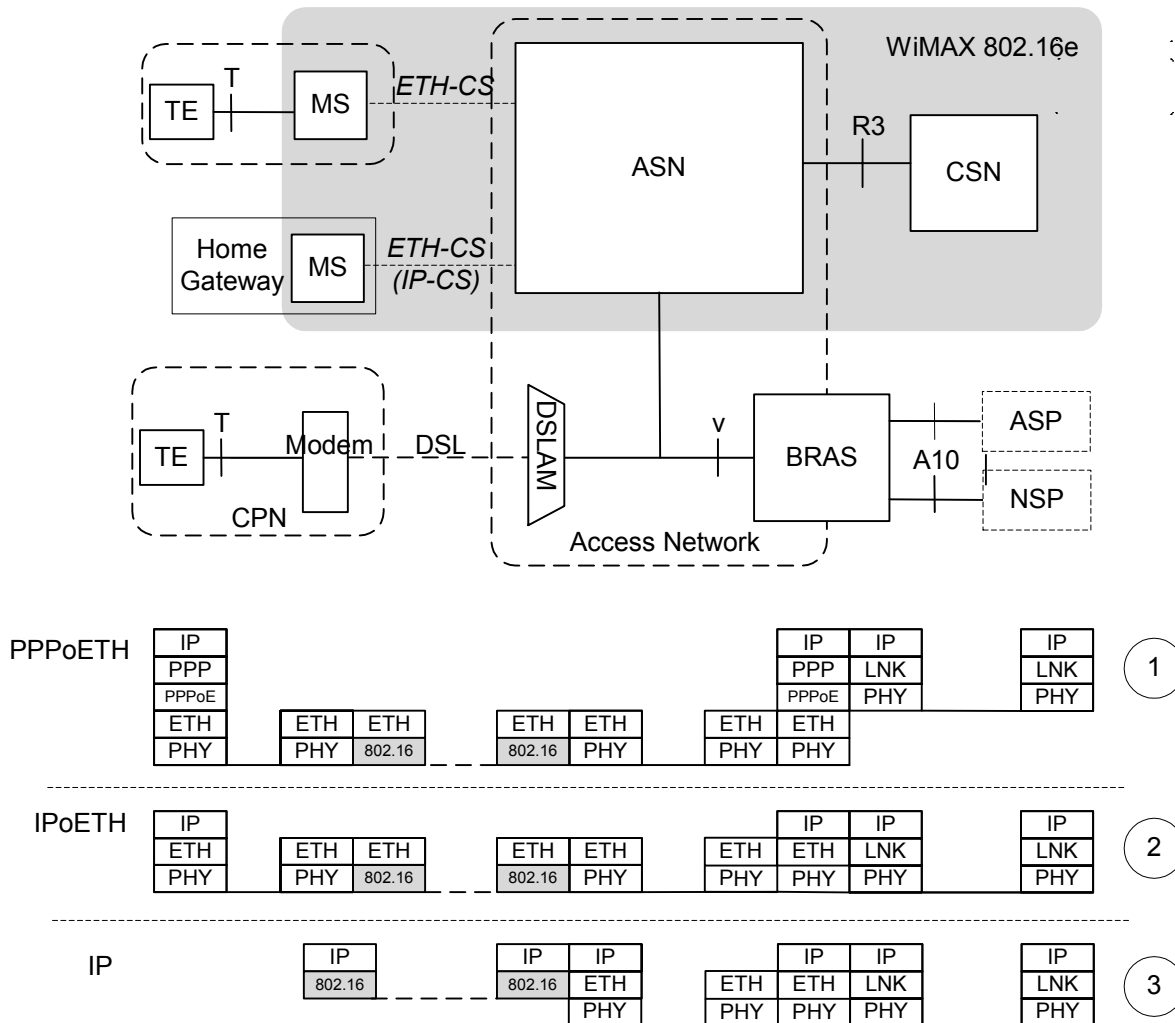 WiMAX 802.16e
T
TE
MS
ETH-CS
ASN
R3
CSN
Home
Gateway
MS
ETH-CS
(IP-CS)
T
TE
Modem
CPN
DSL
DSLAM
v
BRAS
A10
ASP
NSP
Access Network
PPPoETH
IP IP IP IP
PPP PPP LNK LNK
PPPoE PPPoE PHY PHY
ETH ETH ETH ETH ETH ETH ETH
PHY PHY 802.16 802.16 PHY PHY PHY
1
IPoETH
IP IP IP IP
ETH ETH ETH ETH ETH ETH ETH LNK LNK
PHY PHY 802.16 802.16 PHY PHY PHY PHY PHY
2
IP
IP IP IP IP IP IP
802.16 802.16 ETH ETH ETH LNK LNK
PHY PHY PHY PHY PHY
3